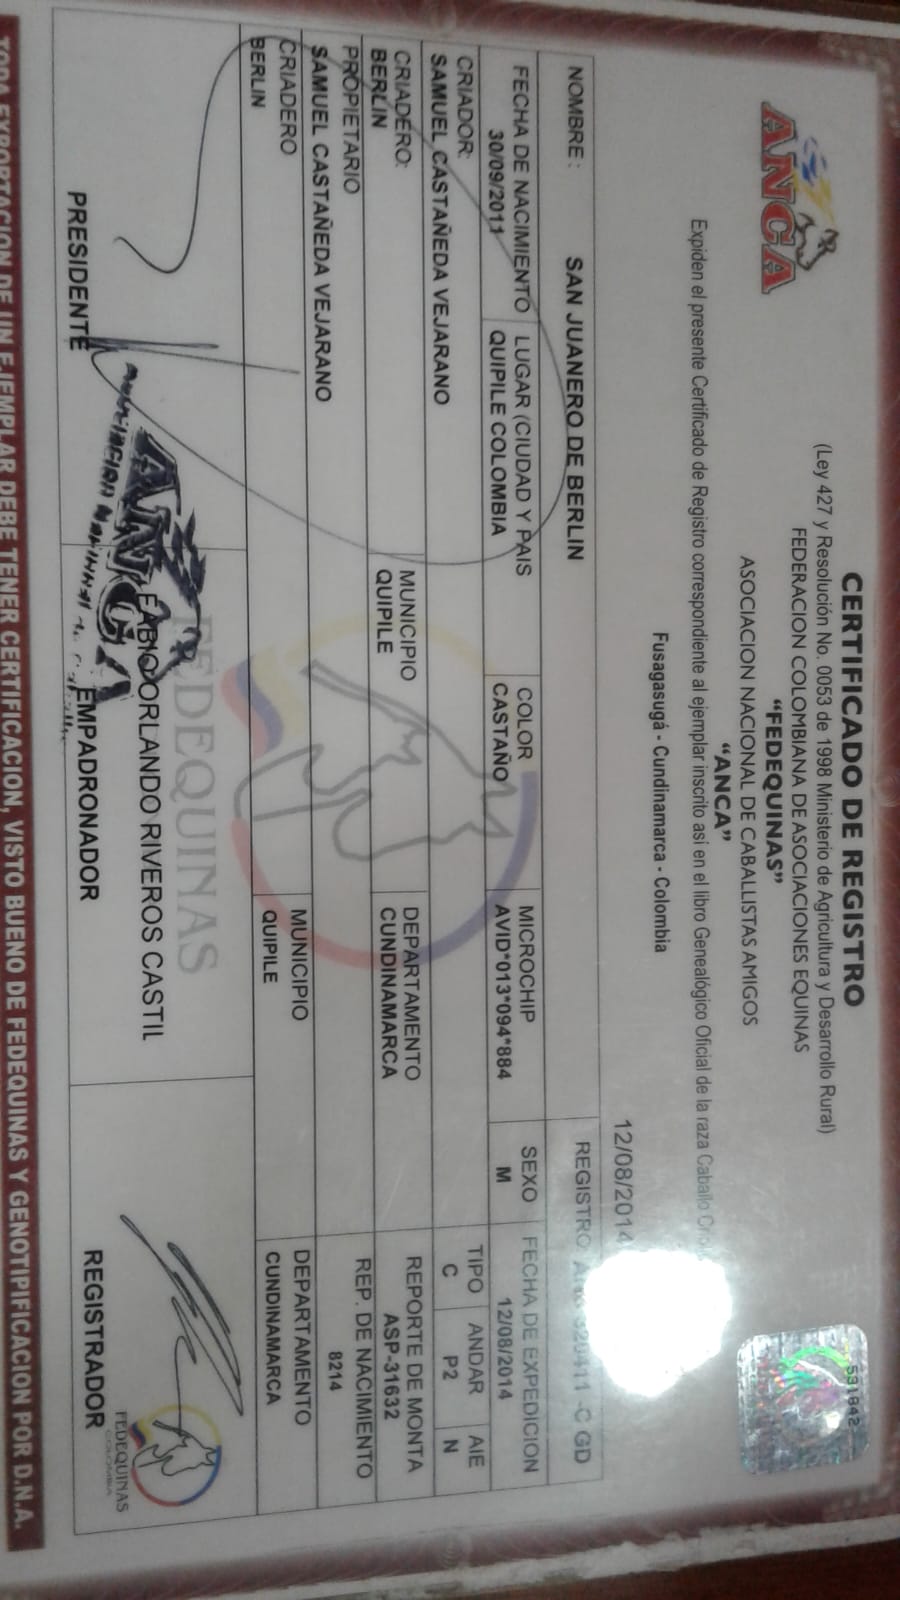 ANCA
CERTIFICADO DE REGISTRO
(Ley 427 y Resolución No. 0053 de 1998 Ministerio de Agricultura y Desarrollo Rural)
FEDERACION COLOMBIANA DE ASOCIACIONES EQUINAS
“FEDEQUINAS”
ASOCIACION NACIONAL DE CABALLISTAS AMIGOS
“ANCA”
531942
Expiden el presente Certificado de Registro correspondiente al ejemplar inscrito asi en el libro Genealógico Oficial de la raza Caballo
Fusagasugá - Cundinamarca - Colombia
12/08/2014
NOMBRE : SAN JUANERO DE BERLIN REGISTRO: -C GD
FECHA DE NACIMIENTO LUGAR (CIUDAD Y PAIS COLOR MICROCHIP SEXO FECHA DE EXPEDICION
30/09/2011 QUIPILE COLOMBIA CASTAÑO AVID*013*094*884 M 12/08/2014
CRIADOR: TIPO ANDAR AIE
SAMUEL CASTAÑEDA VEJARANO C P2 N
CRIADERO: MUNICIPIO DEPARTAMENTO REPORTE DE MONTA
BERLIN QUIPILE CUNDINAMARCA ASP-31632
PROPIETARIO REP. DE NACIMIENTO
SAMUEL CASTAÑEDA VEJARANO 8214
CRIADERO MUNICIPIO DEPARTAMENTO
BERLIN QUIPILE CUNDINAMARCA
FEDEQUINAS
ANCA
FABIO ORLANDO RIVEROS CASTIL
FEDEQUINAS
COLOMBIA
PRESIDENTE EMPADRONADOR REGISTRADOR
TODA EXPORTACION DE UN EJEMPLAR DEBE TENER CERTIFICACION, VISTO BUENO DE FEDEQUINAS Y GENOTIPIFICACION POR D.N.A.